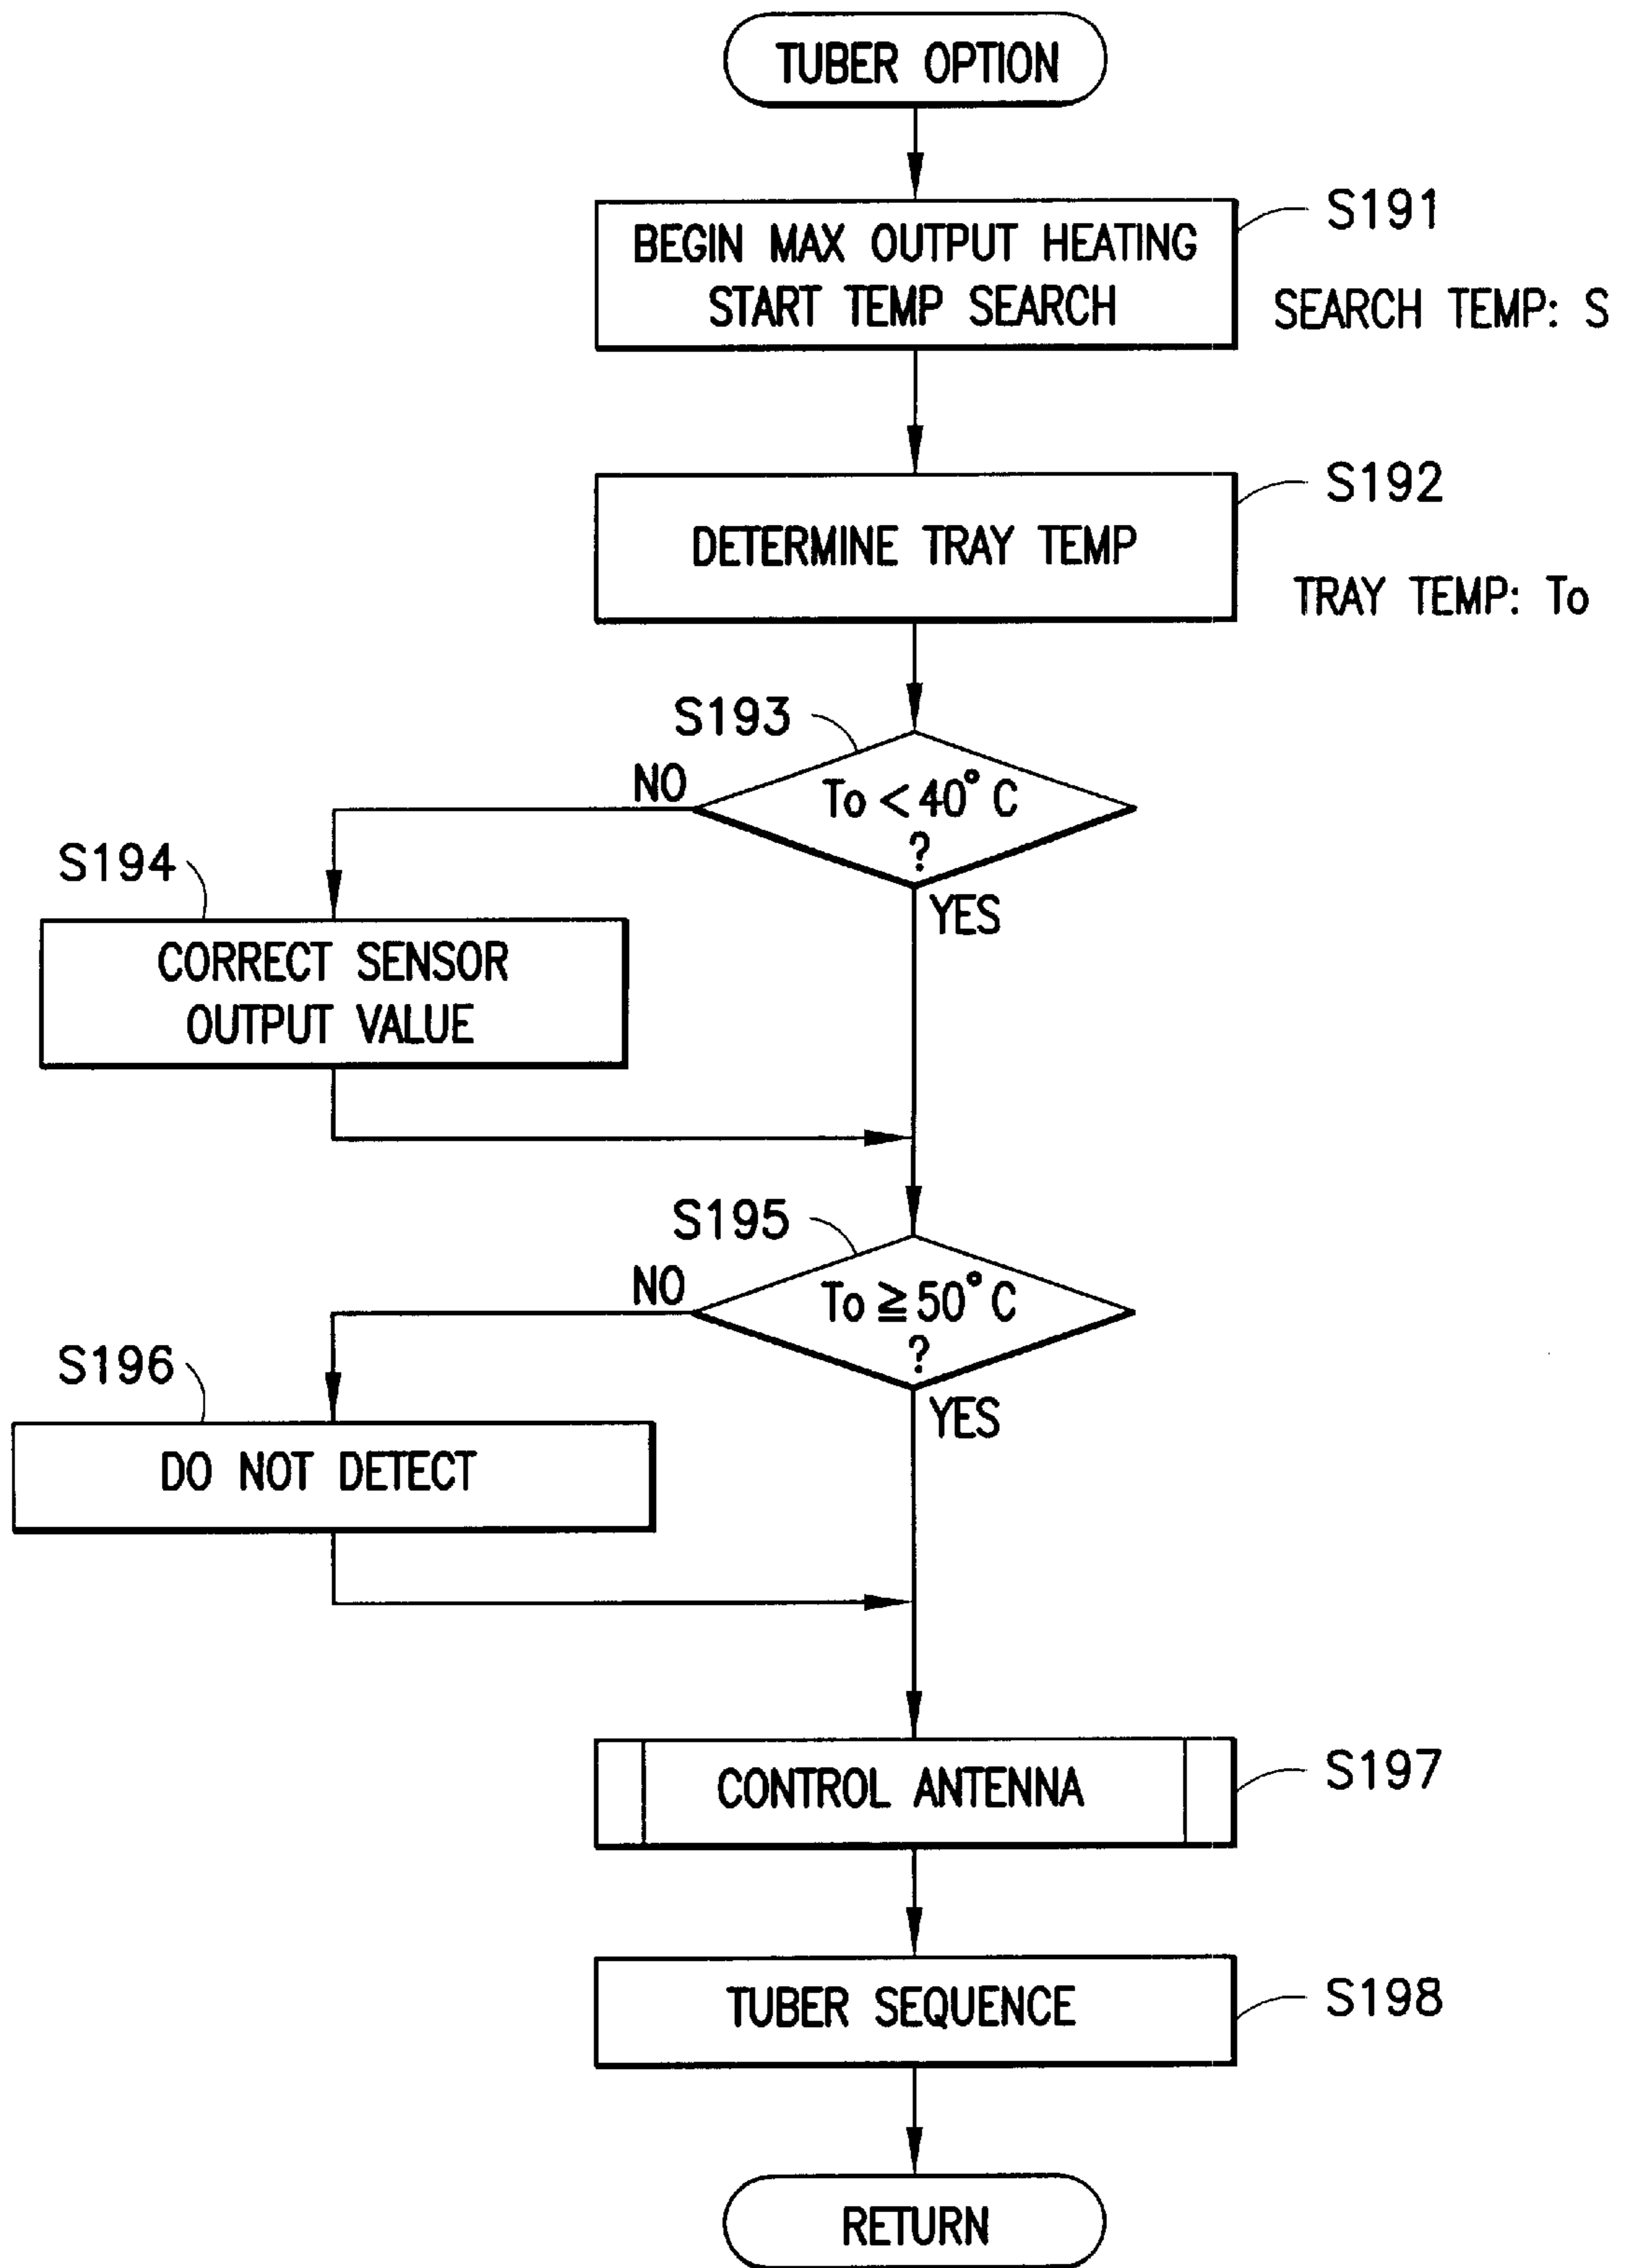 TUBER OPTION
S191
BEGIN MAX OUTPUT HEATING
START TEMP SEARCH
SEARCH TEMP: S
S192
DETERMINE TRAY TEMP
TRAY TEMP: To
S193
NO
To < 40°C
?
YES
S194
CORRECT SENSOR
OUTPUT VALUE
S195
NO
To ≧ 50°C
?
YES
S196
DO NOT DETECT
CONTROL ANTENNA
S197
TUBER SEQUENCE
S198
RETURN